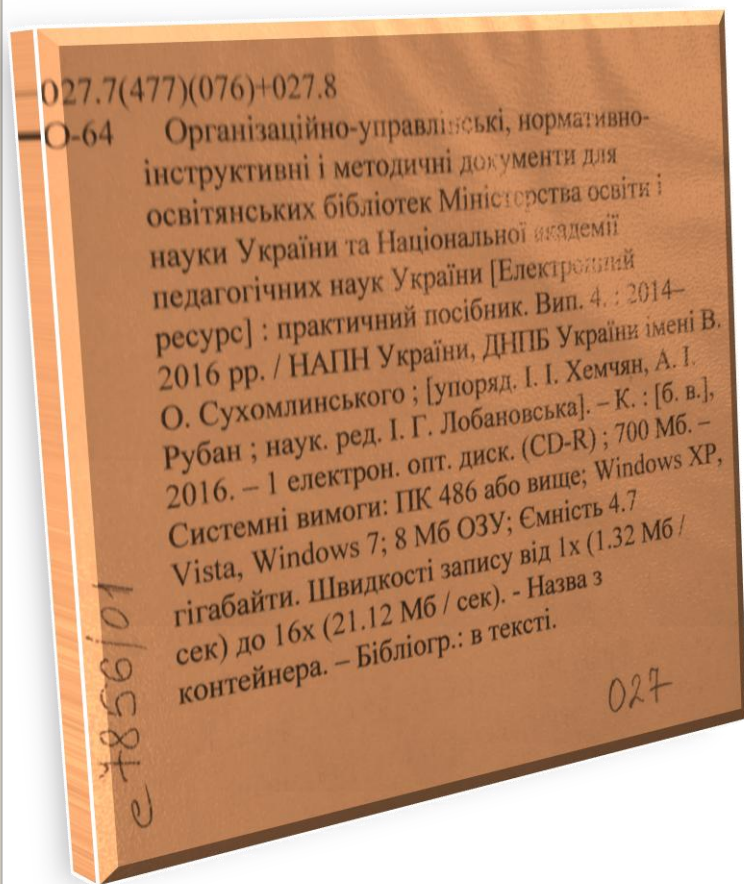 027.7(477)(076)+027.8
О-64 Організаційно-управлінські, нормативно-
інструктивні і методичні документи для
освітянських бібліотек Міністерства освіти і
науки України та Національної академії
педагогічних наук України [Електронний
ресурс] : практичний посібник. Вип. 4. : 2014–
2016 рр. / НАПН України, ДНПБ України імені В.
О. Сухомлинського ; [упоряд. І. І. Хемчян, А. І.
Рубан ; наук. ред. І. Г. Лобановська]. – К. : [б. в.],
2016. – 1 електрон. опт. диск. (CD-R) ; 700 Мб. –
Системні вимоги: ПК 486 або вище; Windows XP,
Vista, Windows 7; 8 Мб ОЗУ; Ємність 4.7
гігабайти. Швидкості запису від 1х (1.32 Мб /
сек) до 16х (21.12 Мб / сек). - Назва з
контейнера. – Бібліогр.: в тексті.
027
е 7856/01